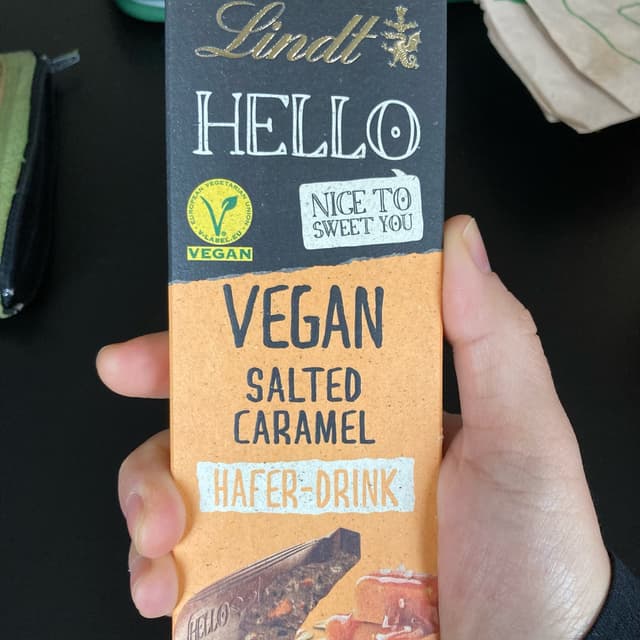 Lindt
HELLO
NICE TO
SWEET YOU
EUROPEAN VEGETARIAN UNION
V-LABEL.EU
VEGAN
VEGAN
SALTED
CARAMEL
HAFER-DRINK
HELLO